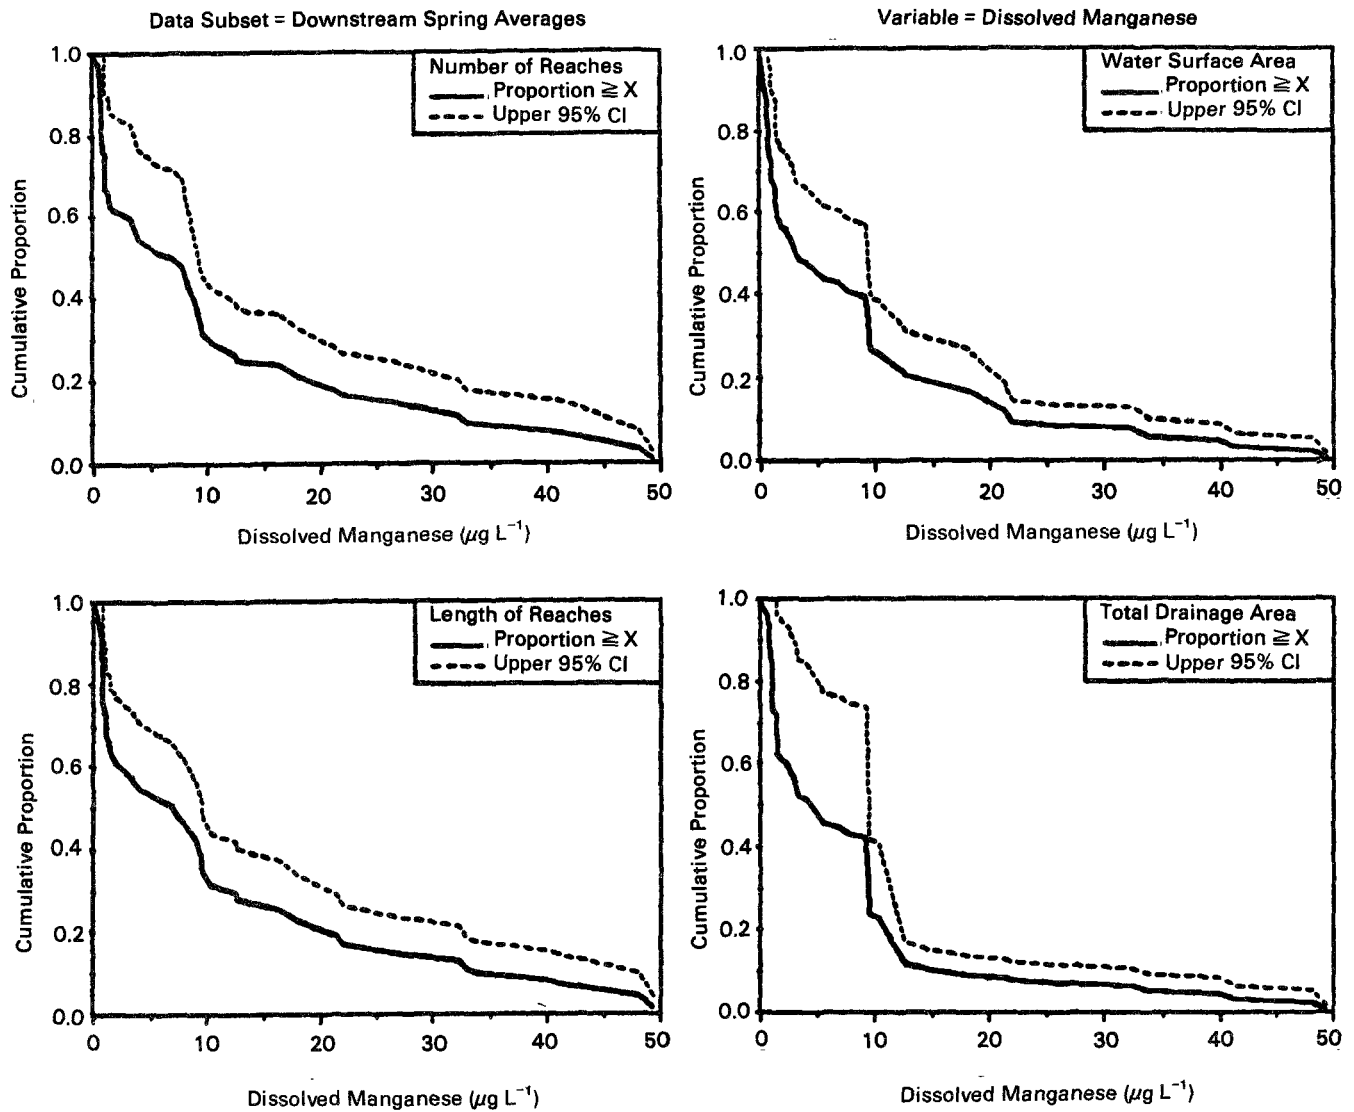 Data Subset = Downstream Spring Averages
Variable = Dissolved Manganese
Number of Reaches
Proportion ≧ X
Upper 95% CI
1.0
0.8
0.6
0.4
0.2
0.0
Cumulative Proportion
0 10 20 30 40 50
Dissolved Manganese (µg L⁻¹)
Water Surface Area
Proportion ≧ X
Upper 95% CI
1.0
0.8
0.6
0.4
0.2
0.0
Cumulative Proportion
0 10 20 30 40 50
Dissolved Manganese (µg L⁻¹)
Length of Reaches
Proportion ≧ X
Upper 95% CI
1.0
0.8
0.6
0.4
0.2
0.0
Cumulative Proportion
0 10 20 30 40 50
Dissolved Manganese (µg L⁻¹)
Total Drainage Area
Proportion ≧ X
Upper 95% CI
1.0
0.8
0.6
0.4
0.2
0.0
Cumulative Proportion
0 10 20 30 40 50
Dissolved Manganese (µg L⁻¹)